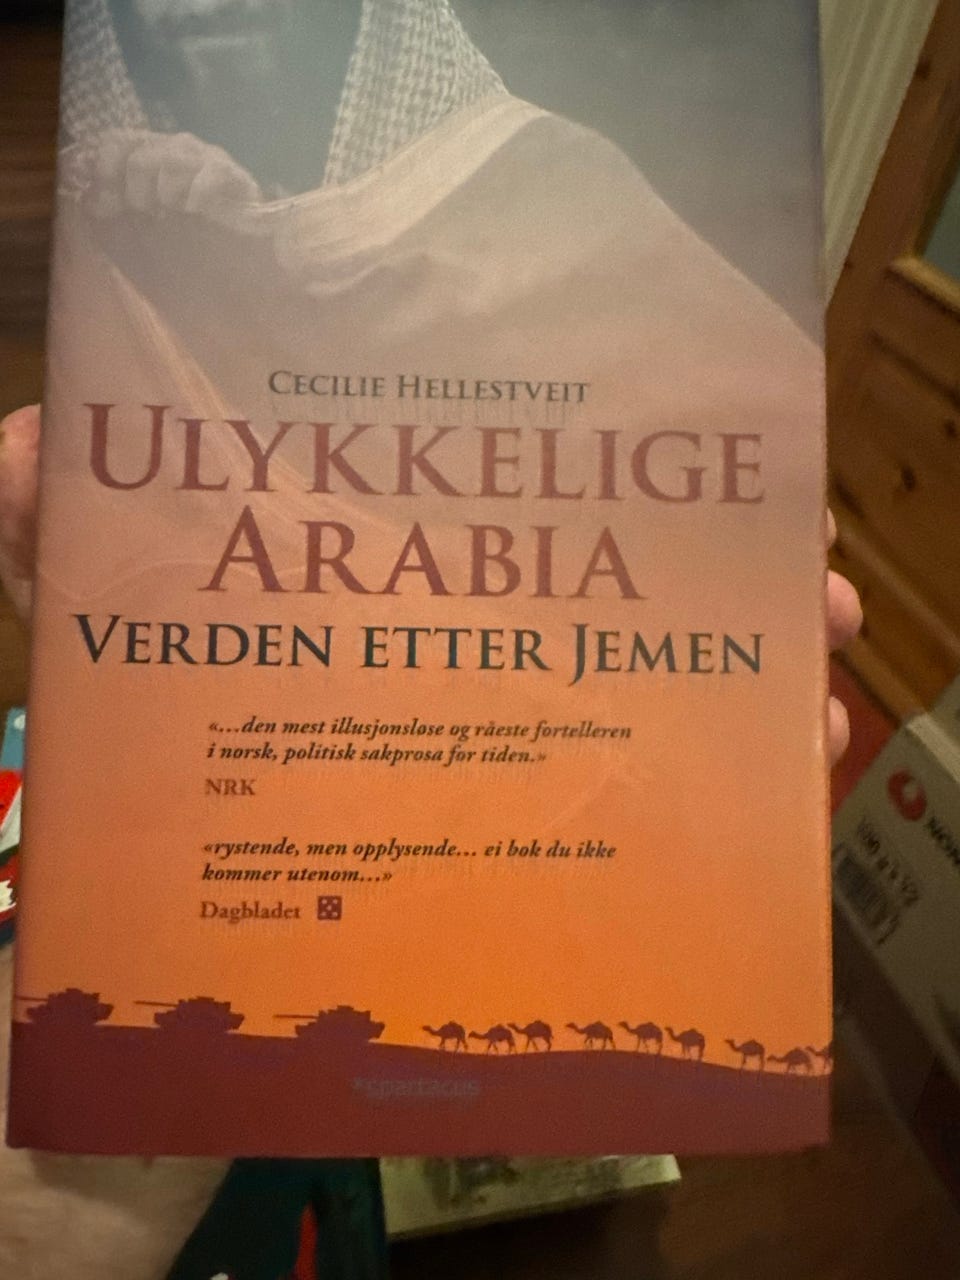 CECILIE HELLESTVEIT
ULYKKELIGE
ARABIA
VERDEN ETTER JEMEN
«...den mest illusjonsløse og råeste fortelleren
i norsk, politisk sakprosa for tiden.»
NRK
«rystende, men opplysende... ei bok du ikke
kommer utenom...»
Dagbladet
*spartacus